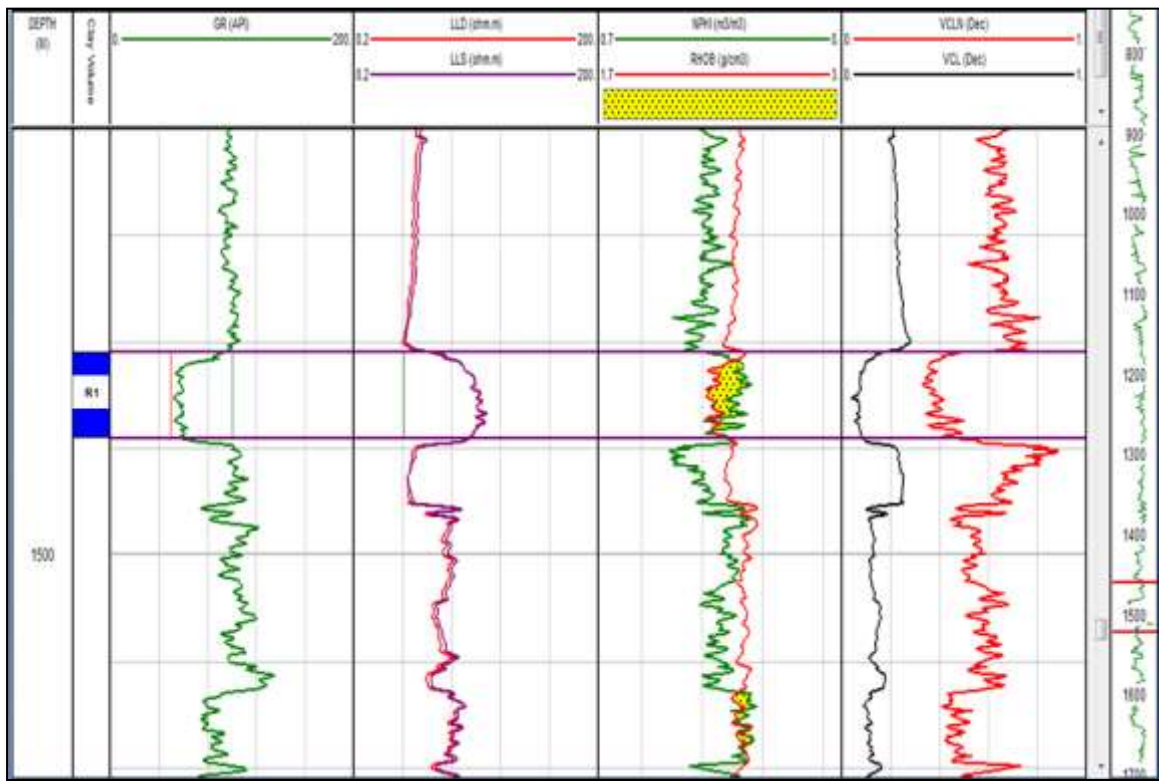 DEPTH
(M)
Clay Volume
GR (API)
0. 200.
LLD (ohm.m)
0.2 200.
LLS (ohm.m)
0.2 200.
NPHI (m3/m3)
0.7 0.
RHOB (g/cm3)
1.7 3.
VCLN (Dec)
0. 1.
VCL (Dec)
0. 1.
R1
1500
800
900
1000
1100
1200
1300
1400
1500
1600
1700